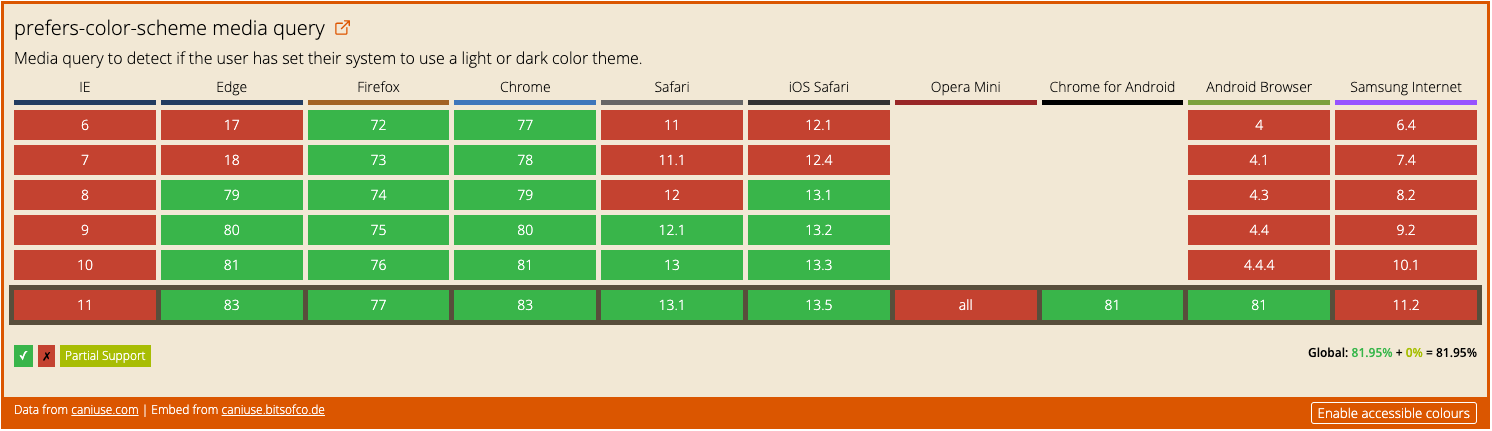 prefers-color-scheme media query
Media query to detect if the user has set their system to use a light or dark color theme.
IE Edge Firefox Chrome Safari iOS Safari Opera Mini Chrome for Android Android Browser Samsung Internet
6 17 72 77 11 12.1 4 6.4
7 18 73 78 11.1 12.4 4.1 7.4
8 79 74 79 12 13.1 4.3 8.2
9 80 75 80 12.1 13.2 4.4 9.2
10 81 76 81 13 13.3 4.4.4 10.1
11 83 77 83 13.1 13.5 all 81 81 11.2
✓ ✗ Partial Support Global: 81.95% + 0% = 81.95%
Data from caniuse.com | Embed from caniuse.bitsofco.de Enable accessible colours